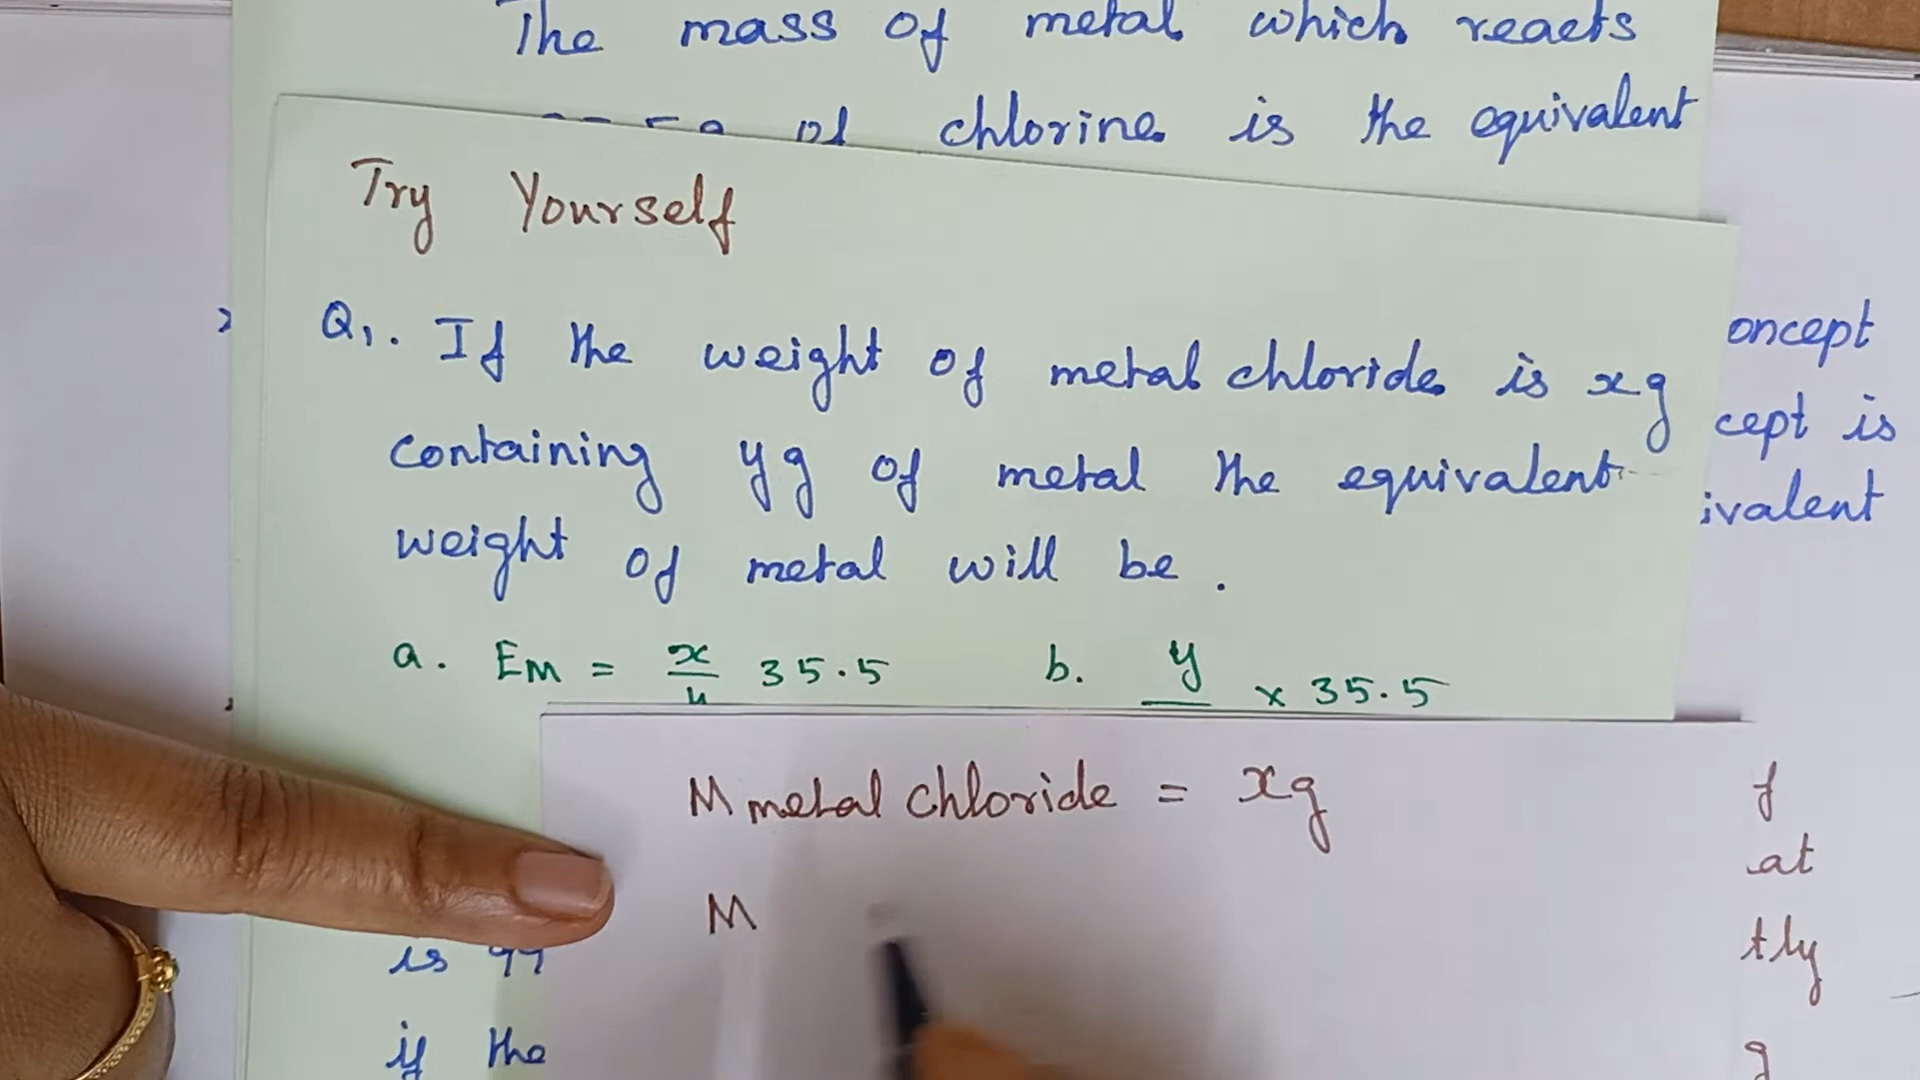 The mass of metal which reacts
of chlorine is the equivalent
Try Yourself
Q1. If the weight of metal chloride is xg
containing yg of metal the equivalent
weight of metal will be.
a. EM = x 35.5 b. y × 35.5
oncept
cept is
ivalent
M metal chloride = xg
M
is 99
if the
f
at
tly
g